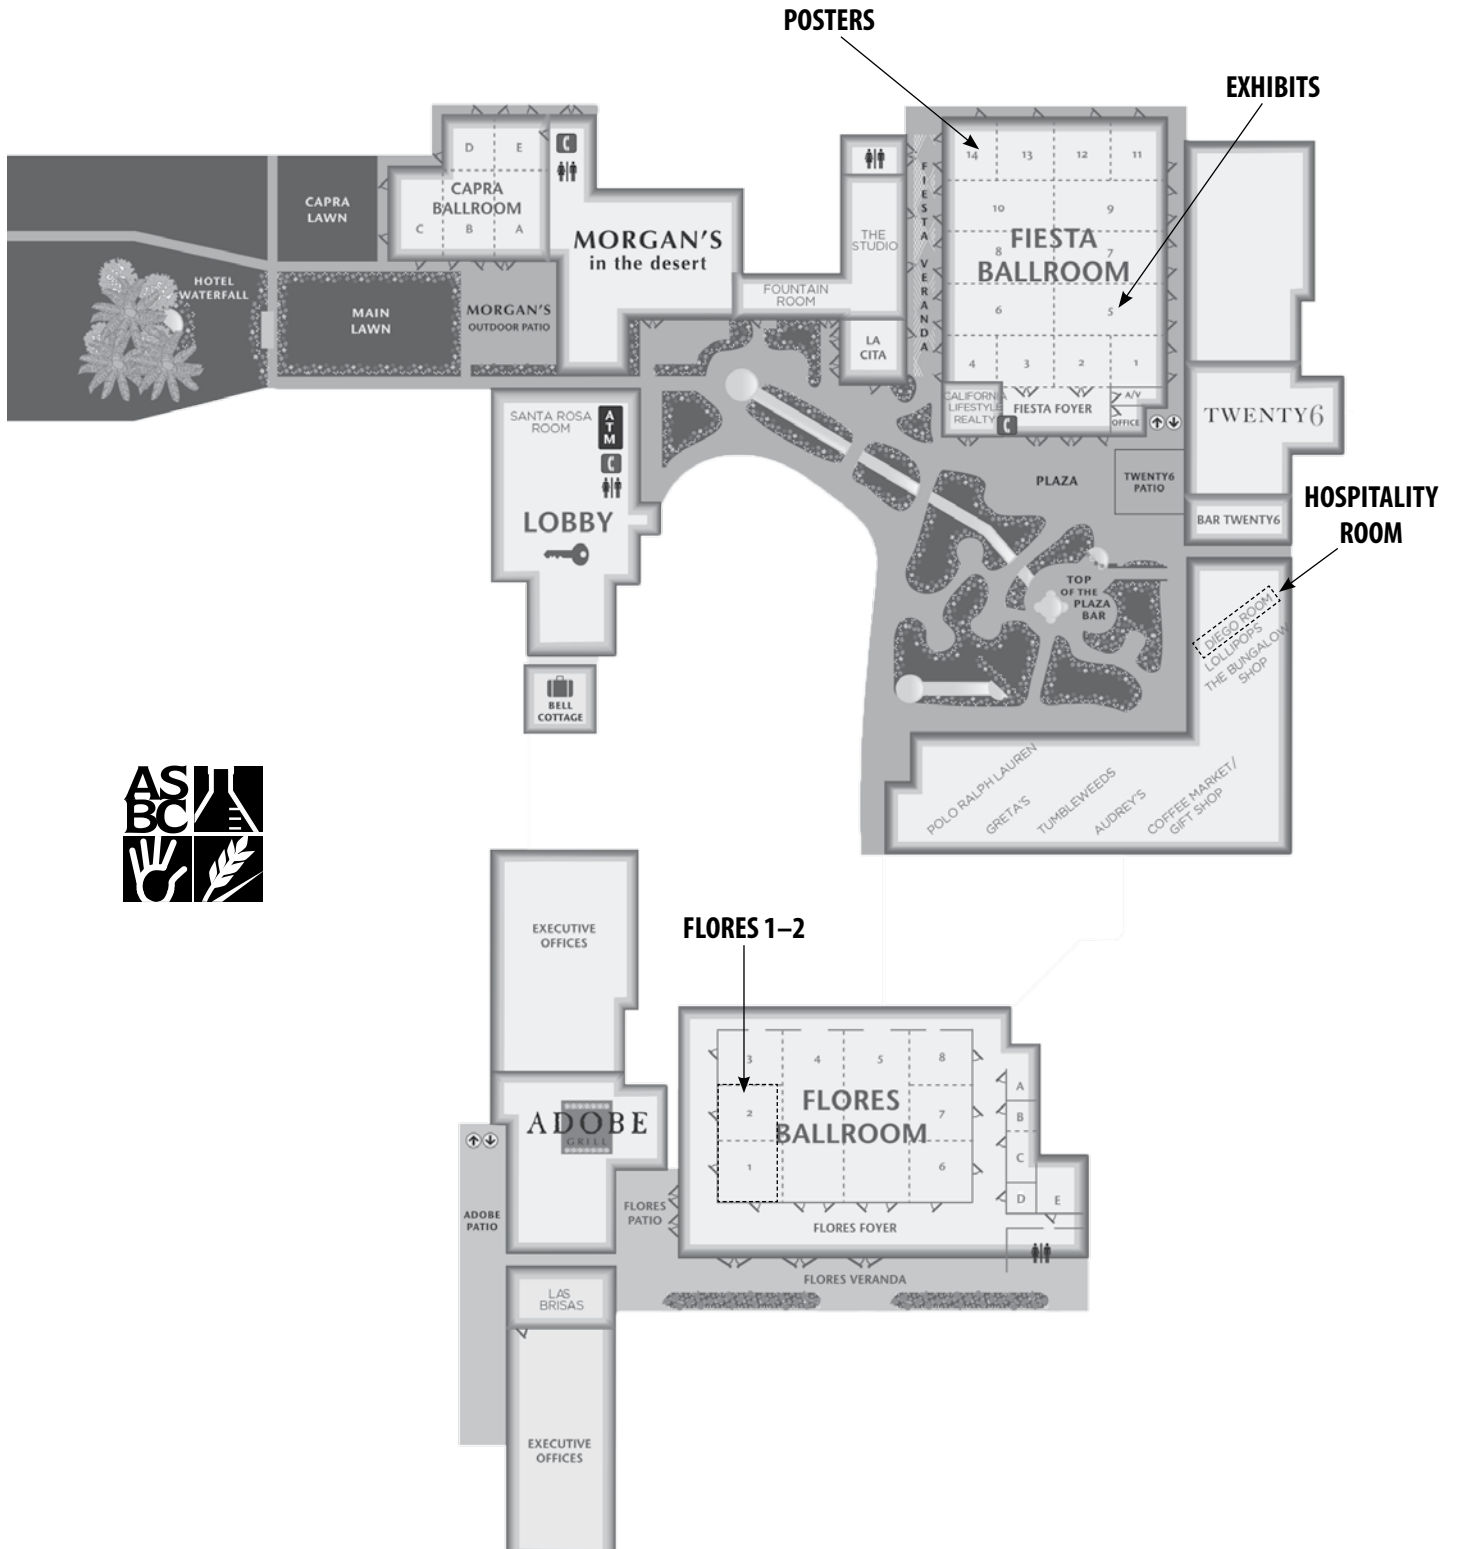 POSTERS
EXHIBITS
D
E
CAPRA
BALLROOM
C
B
A
CAPRA
LAWN
HOTEL
WATERFALL
MAIN
LAWN
MORGAN'S
OUTDOOR PATIO
MORGAN'S
in the desert
FOUNTAIN
ROOM
THE
STUDIO
LA
CITA
FIESTA VERANDA
14
13
12
11
10
9
8
7
FIESTA
BALLROOM
6
5
4
3
2
1
CALIFORNIA
LIFESTYLE
REALTY
FIESTA FOYER
A/V
OFFICE
TWENTY6
PLAZA
TWENTY6
PATIO
BAR TWENTY6
HOSPITALITY
ROOM
SANTA ROSA
ROOM
ATM
LOBBY
BELL
COTTAGE
TOP
OF THE
PLAZA
BAR
DIEGO ROOM
LOLLIPOPS
THE BUNGALOW
SHOP
POLO RALPH LAUREN
GRETA'S
TUMBLEWEEDS
AUDREY'S
COFFEE MARKET/
GIFT SHOP
AS
BC
EXECUTIVE
OFFICES
FLORES 1–2
3
4
5
8
2
7
1
6
FLORES
BALLROOM
A
B
C
D
E
ADOBE
GRILL
ADOBE
PATIO
FLORES
PATIO
FLORES FOYER
FLORES VERANDA
LAS
BRISAS
EXECUTIVE
OFFICES